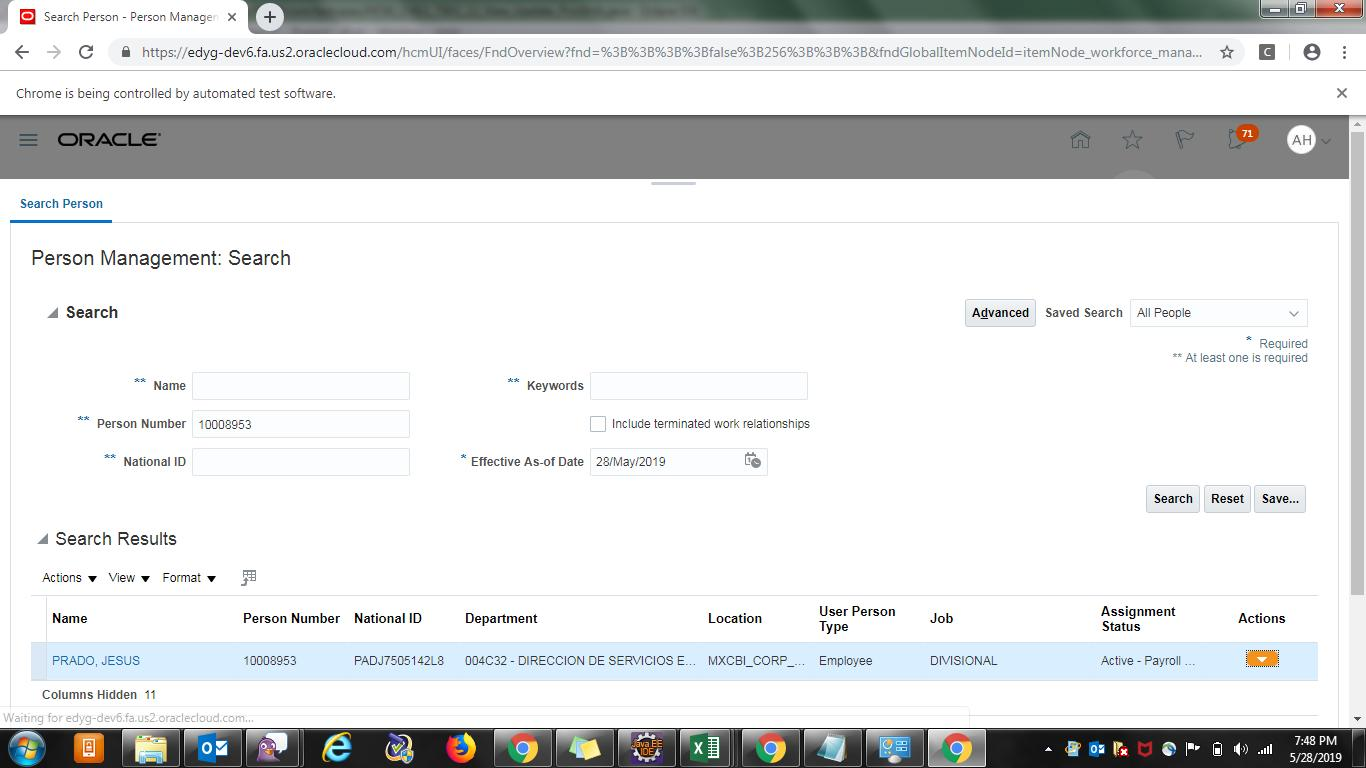 Search Person - Person Managem
https://edyg-dev6.fa.us2.oraclecloud.com/hcmUI/faces/FndOverview?fnd=%3B%3B%3B%3Bfalse%3B256%3B%3B%3B&fndGlobalItemNodeId=itemNode_workforce_mana...
Chrome is being controlled by automated test software.
ORACLE
71
AH
Search Person
Person Management: Search
Search
Advanced Saved Search All People
* Required
** At least one is required
** Name
** Keywords
** Person Number 10008953
Include terminated work relationships
** National ID
* Effective As-of Date 28/May/2019
Search Reset Save...
Search Results
Actions View Format
Name Person Number National ID Department Location User Person Type Job Assignment Status Actions
PRADO, JESUS 10008953 PADJ7505142L8 004C32 - DIRECCION DE SERVICIOS E... MXCBI_CORP_... Employee DIVISIONAL Active - Payroll ...
Columns Hidden 11
Waiting for edyg-dev6.fa.us2.oraclecloud.com...
Java EE
IDE
7:48 PM
5/28/2019